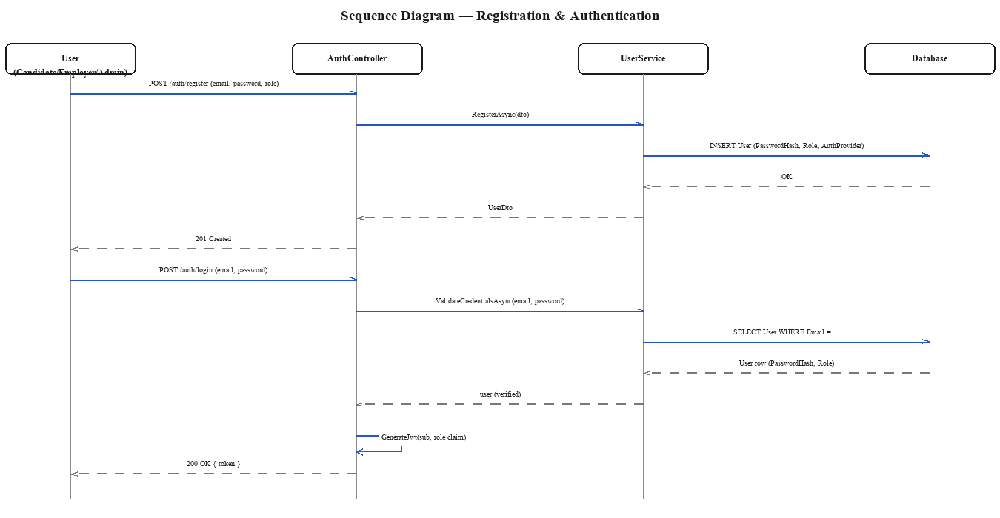 Sequence Diagram — Registration & Authentication
User
(Candidate/Employer/Admin)
AuthController
UserService
Database
POST /auth/register (email, password, role)
RegisterAsync(dto)
INSERT User (PasswordHash, Role, AuthProvider)
OK
UserDto
201 Created
POST /auth/login (email, password)
ValidateCredentialsAsync(email, password)
SELECT User WHERE Email = …
User row (PasswordHash, Role)
user (verified)
GenerateJwt(sub, role claim)
200 OK { token }